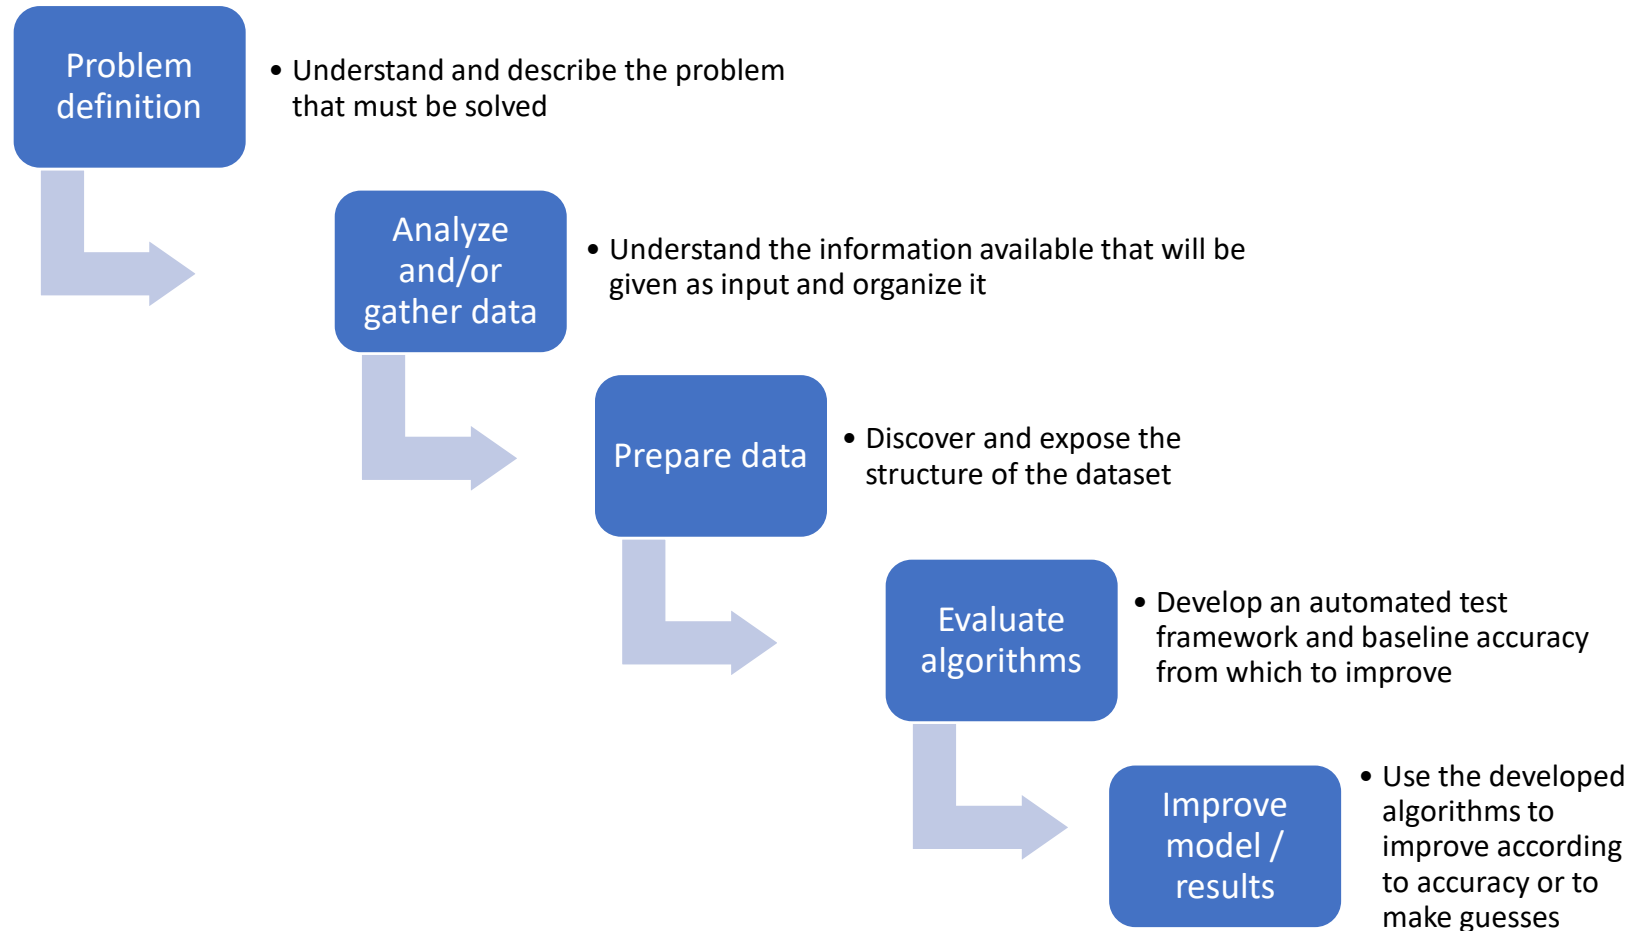 Problem
definition
• Understand and describe the problem
that must be solved
Analyze
and/or
gather data
• Understand the information available that will be
given as input and organize it
Prepare data
• Discover and expose the
structure of the dataset
Evaluate
algorithms
• Develop an automated test
framework and baseline accuracy
from which to improve
Improve
model /
results
• Use the developed
algorithms to
improve according
to accuracy or to
make guesses